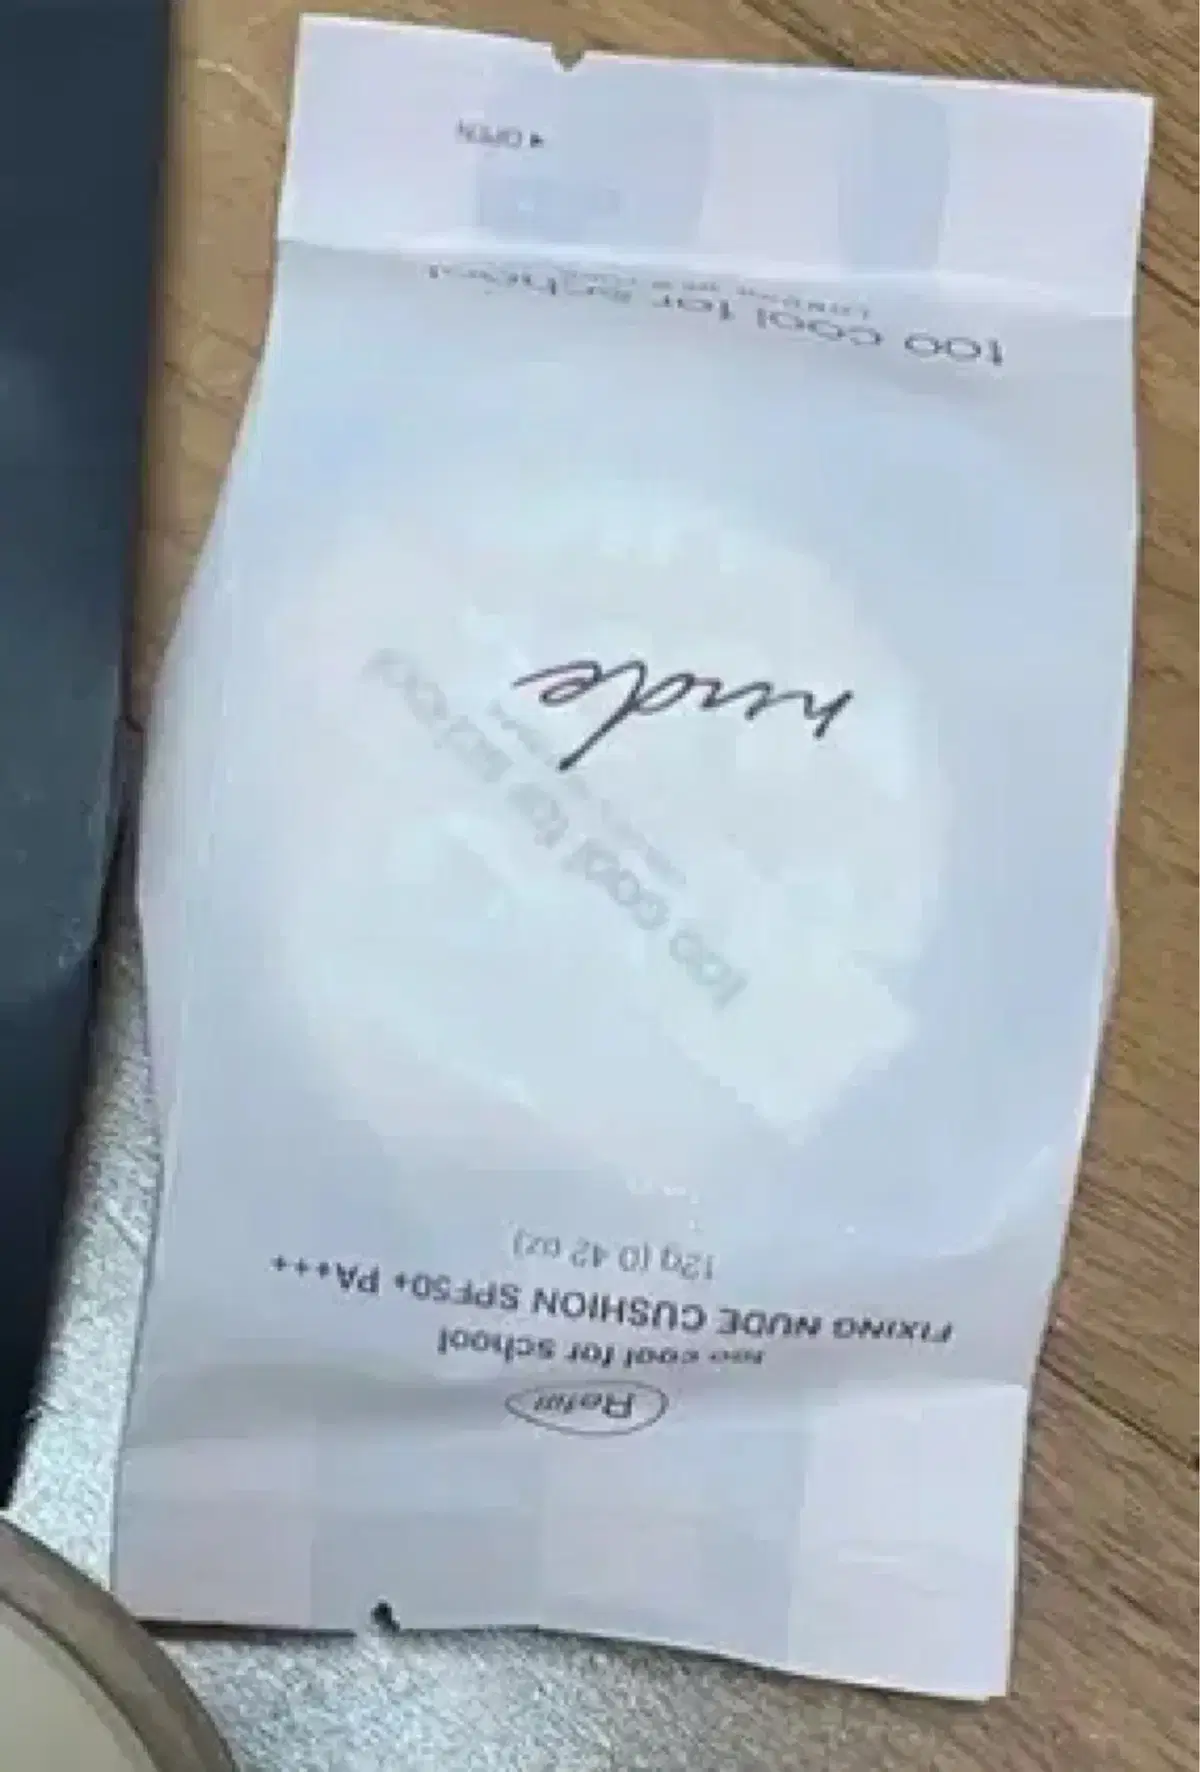 Refill
too cool for school
FIXING NUDE CUSHION SPF50+ PA+++
12g (0.42 oz)
too cool for school
nude
too cool for school
OPEN